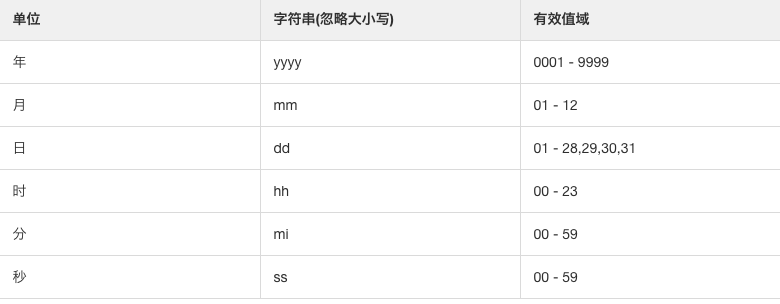 单位 字符串(忽略大小写) 有效值域
年 yyyy 0001 - 9999
月 mm 01 - 12
日 dd 01 - 28,29,30,31
时 hh 00 - 23
分 mi 00 - 59
秒 ss 00 - 59